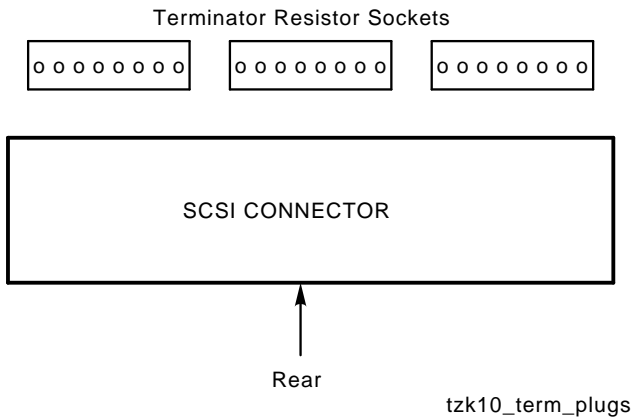 Terminator Resistor Sockets
o o o o o o o o o o o o o o o o o o o o o o o o
SCSI CONNECTOR
Rear
tzk10_term_plugs